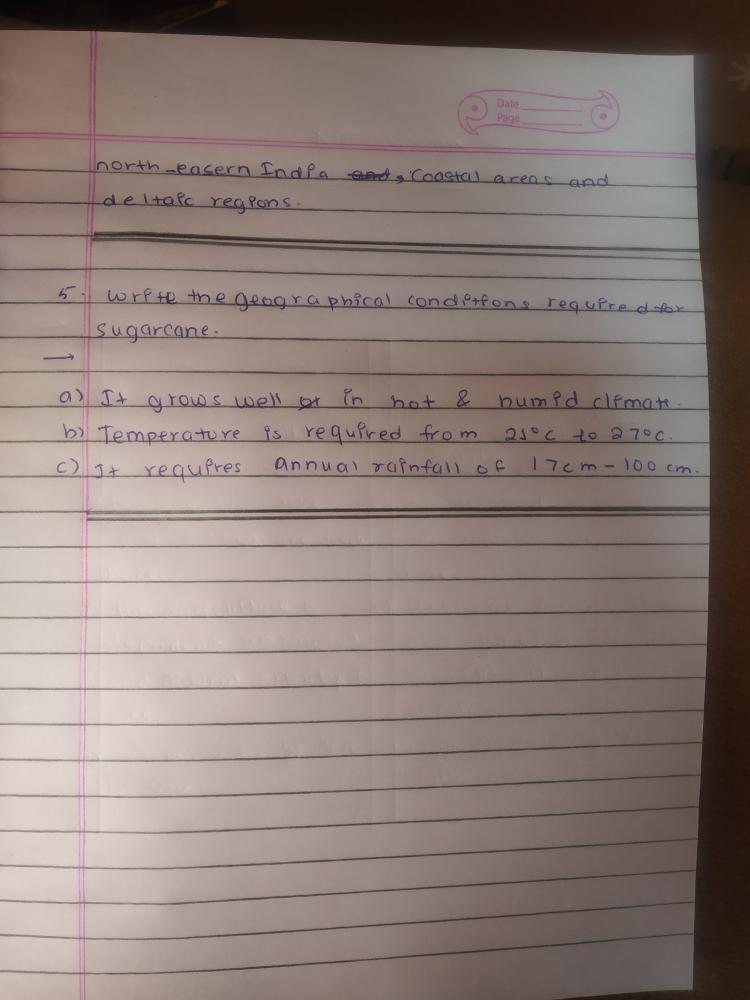 Date
Page
north-easern India and, Coastal areas and
deltaic regions.
5. Write the geographical conditions required for
sugarcane.
→
a) It grows well in hot & humid climate.
b) Temperature is required from 21°c to 27°c.
c) It requires annual rainfall of 17cm - 100 cm.